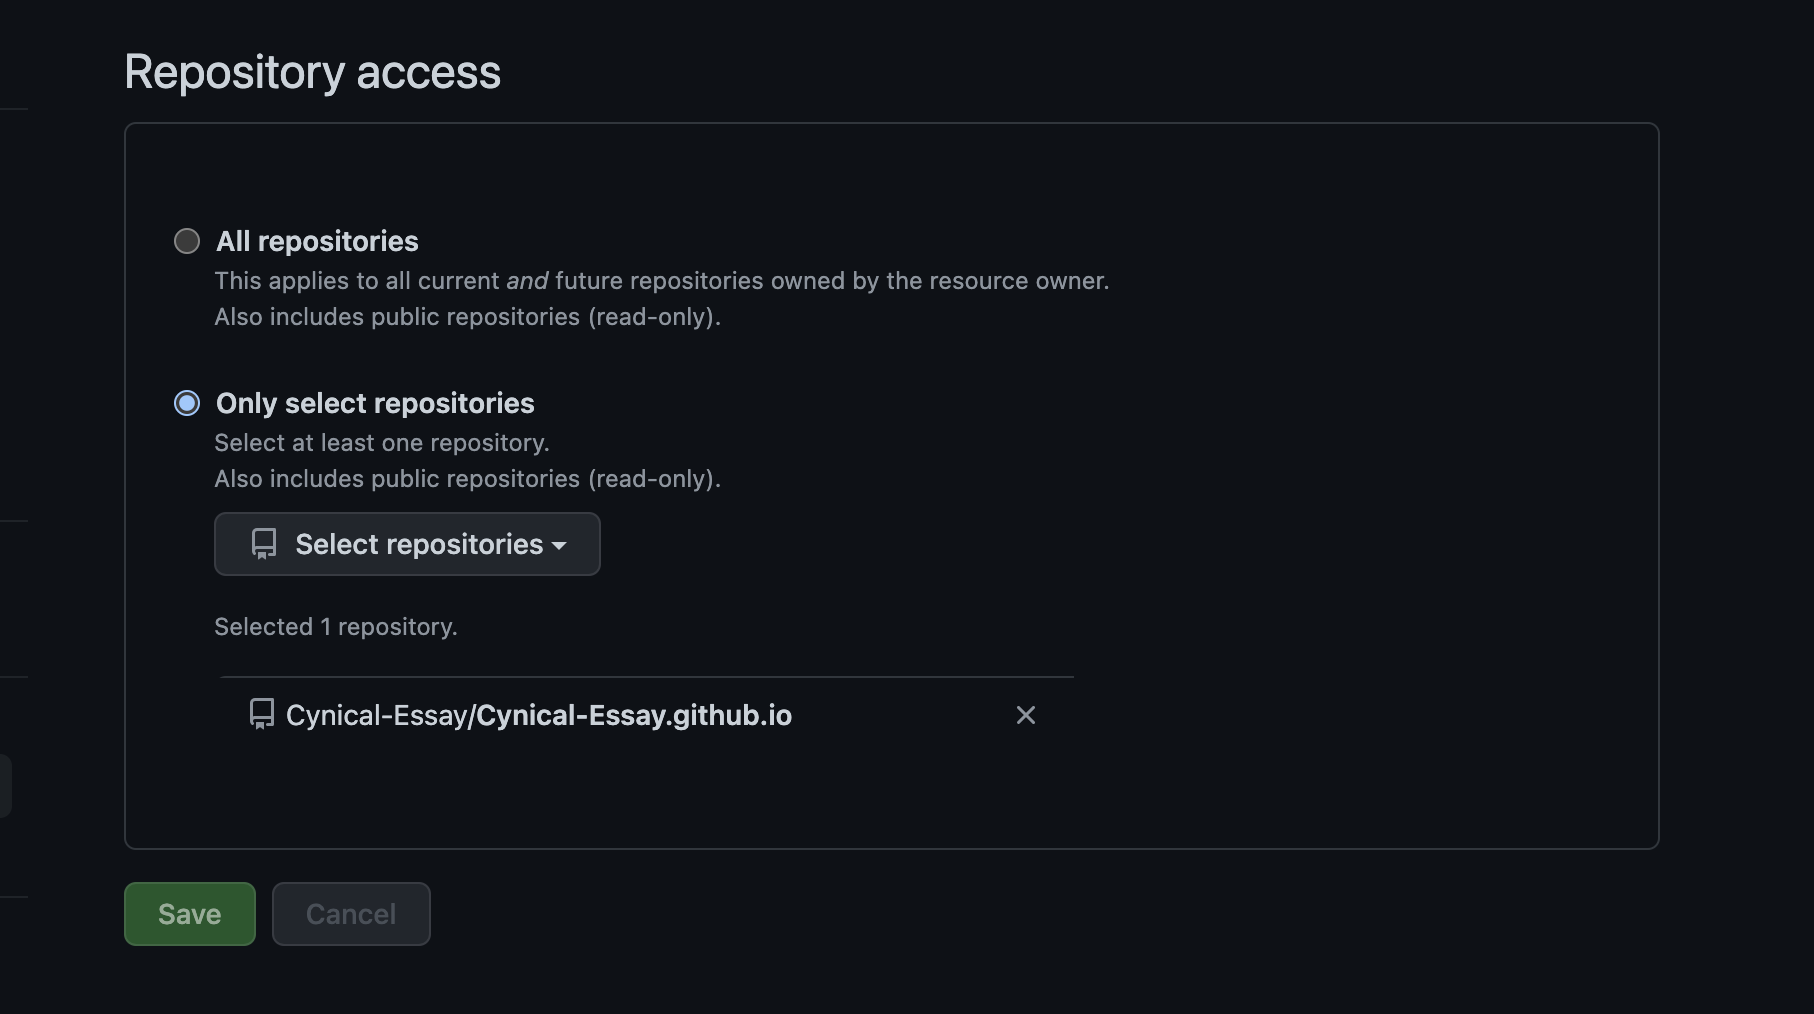 Repository access
All repositories
This applies to all current and future repositories owned by the resource owner.
Also includes public repositories (read-only).
Only select repositories
Select at least one repository.
Also includes public repositories (read-only).
Select repositories
Selected 1 repository.
Cynical-Essay/Cynical-Essay.github.io
Save Cancel